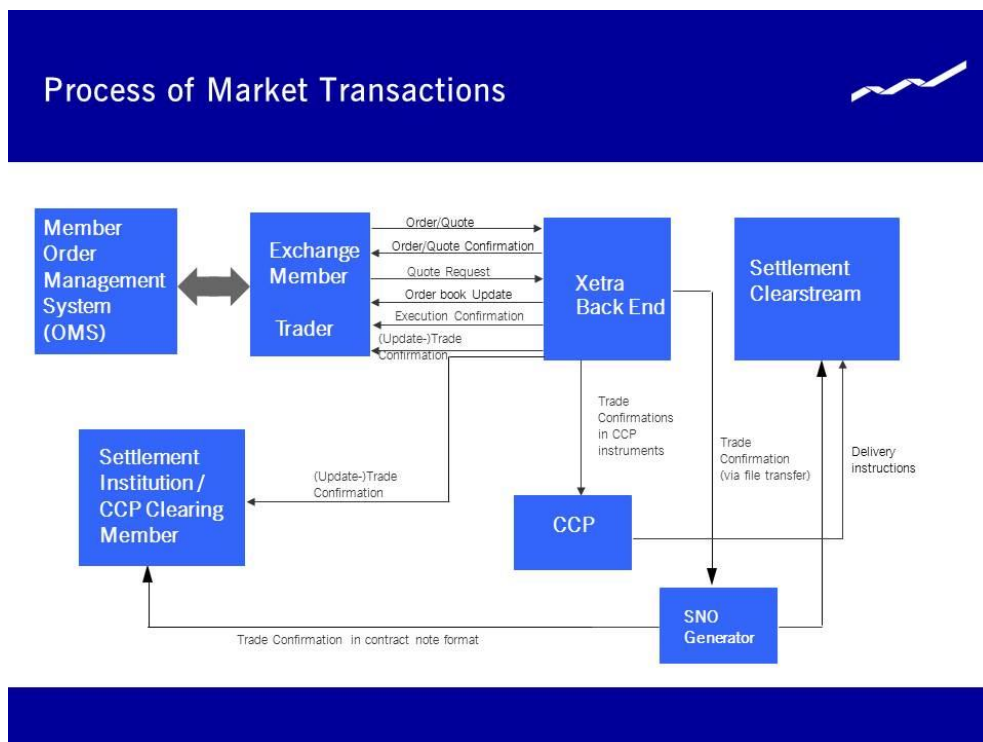 Process of Market Transactions
Member
Order
Management
System
(OMS)
Exchange
Member
Trader
Order/Quote
Order/Quote Confirmation
Quote Request
Order book Update
Execution Confirmation
(Update-)Trade
Confirmation
Xetra
Back End
Settlement
Clearstream
Trade
Confirmations
in CCP
instruments
Trade
Confirmation
(via file transfer)
Delivery
instructions
Settlement
Institution /
CCP Clearing
Member
(Update-)Trade
Confirmation
CCP
SNO
Generator
Trade Confirmation in contract note format